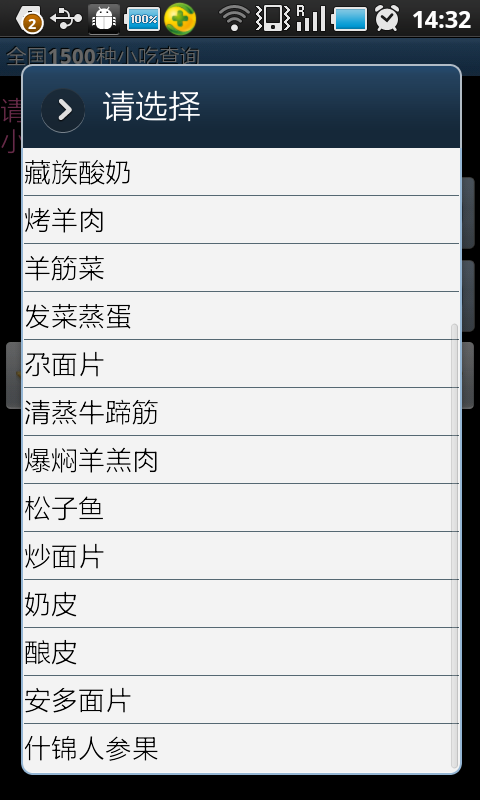 2
100%
R
14:32
全国1500种小吃查询
请
小
请选择
藏族酸奶
烤羊肉
羊筋菜
发菜蒸蛋
尕面片
清蒸牛蹄筋
爆焖羊羔肉
松子鱼
炒面片
奶皮
酿皮
安多面片
什锦人参果